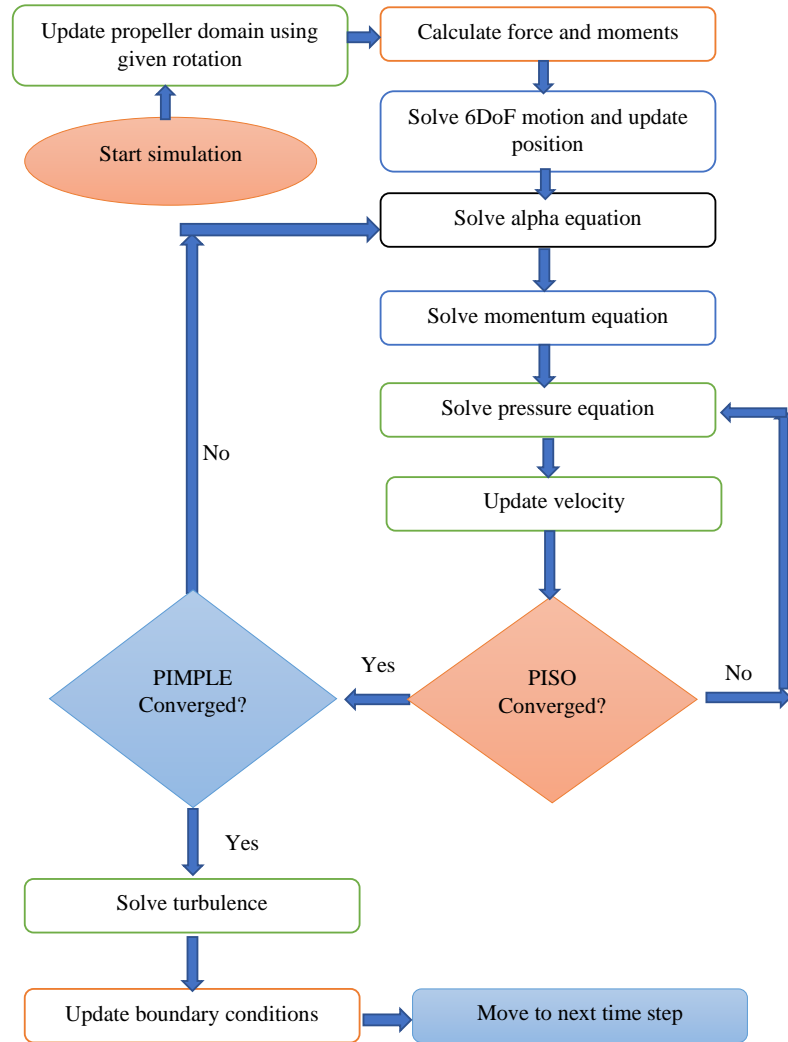 Update propeller domain using
given rotation
Calculate force and moments
Start simulation
Solve 6DoF motion and update
position
Solve alpha equation
Solve momentum equation
Solve pressure equation
No
Update velocity
PIMPLE
Converged?
Yes
PISO
Converged?
No
Yes
Solve turbulence
Update boundary conditions
Move to next time step